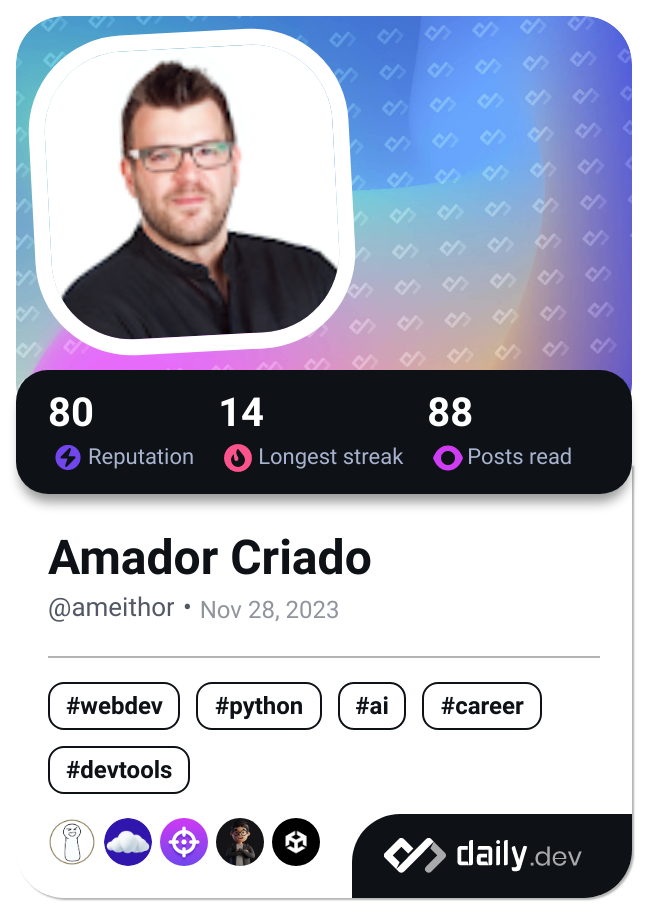 80 14 88
Reputation Longest streak Posts read
Amador Criado
@ameithor • Nov 28, 2023
#webdev #python #ai #career
#devtools
daily.dev